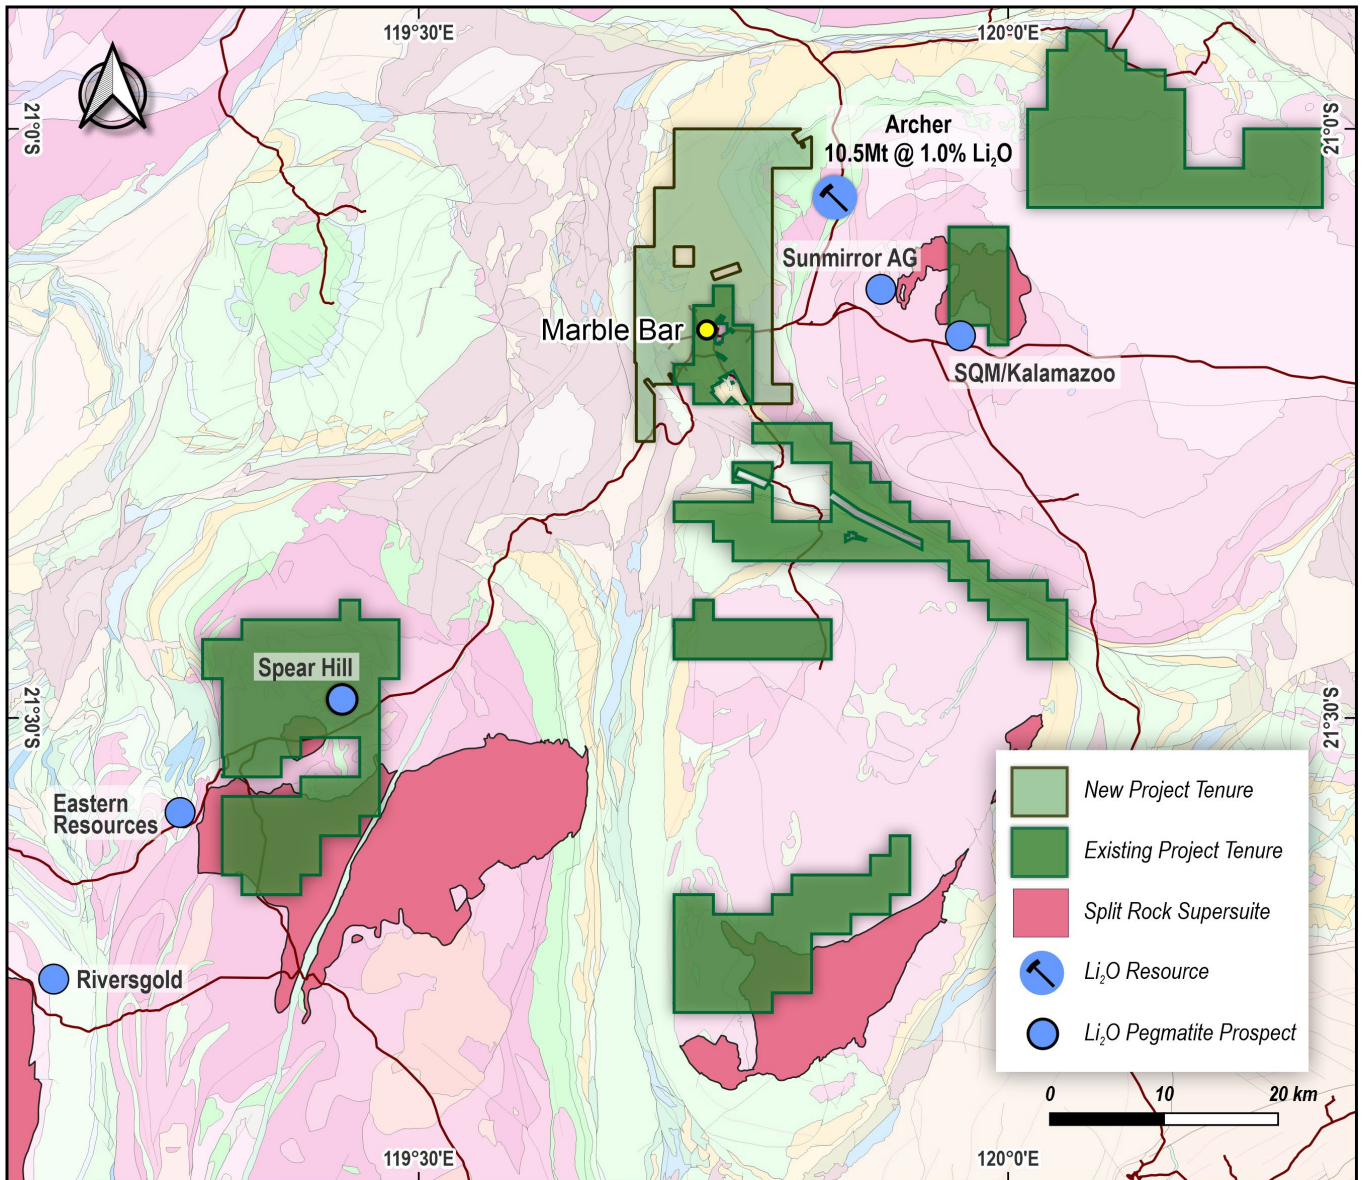 119°30'E
120°0'E
21°0'S
21°0'S
Archer
10.5Mt @ 1.0% Li₂O
Sunmirror AG
Marble Bar
SQM/Kalamazoo
Spear Hill
21°30'S
21°30'S
Eastern
Resources
Riversgold
New Project Tenure
Existing Project Tenure
Split Rock Supersuite
Li₂O Resource
Li₂O Pegmatite Prospect
0 10 20 km
119°30'E
120°0'E